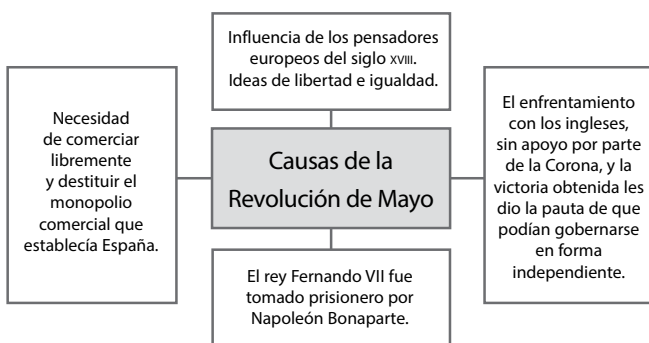 Influencia de los pensadores
europeos del siglo XVIII.
Ideas de libertad e igualdad.
Necesidad
de comerciar
libremente
y destituir el
monopolio
comercial que
establecía España.
Causas de la
Revolución de Mayo
El enfrentamiento
con los ingleses,
sin apoyo por parte
de la Corona, y la
victoria obtenida les
dio la pauta de que
podían gobernarse
en forma
independiente.
El rey Fernando VII fue
tomado prisionero por
Napoleón Bonaparte.